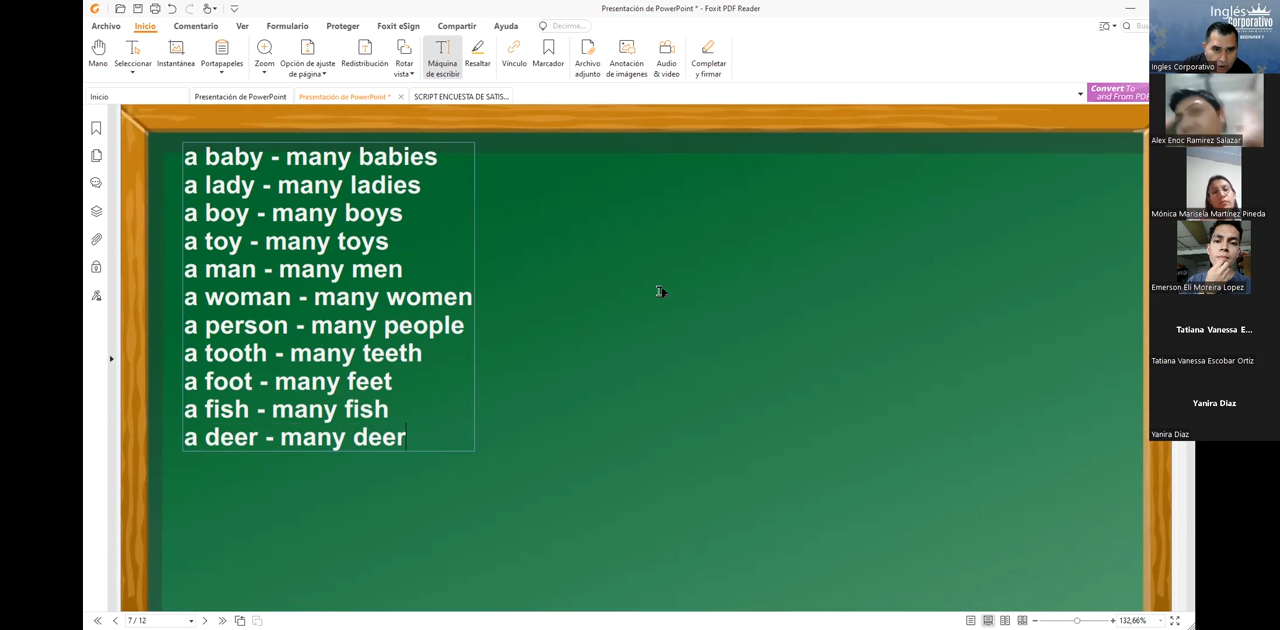 Presentación de PowerPoint * - Foxit PDF Reader
Archivo Inicio Comentario Ver Formulario Proteger Foxit eSign Compartir Ayuda Decirme...
Mano Seleccionar Instantánea Portapapeles Zoom Opción de ajuste de página Redistribución Rotar vista Máquina de escribir Resaltar Vínculo Marcador Archivo adjunto Anotación de imágenes Audio & video Completar y firmar
Inicio Presentación de PowerPoint Presentación de PowerPoint * SCRIPT ENCUESTA DE SATIS...
Convert To
and From PDF
a baby - many babies
a lady - many ladies
a boy - many boys
a toy - many toys
a man - many men
a woman - many women
a person - many people
a tooth - many teeth
a foot - many feet
a fish - many fish
a deer - many deer
7 / 12
132,66%
Inglés
Corporativo
BEGINNER 1
Ingles Corporativo
Alex Enoc Ramirez Salazar
Mónica Marisela Martínez Pineda
Emerson Eli Moreira Lopez
Tatiana Vanessa E...
Tatiana Vanessa Escobar Ortiz
Yanira Diaz
Yanira Diaz